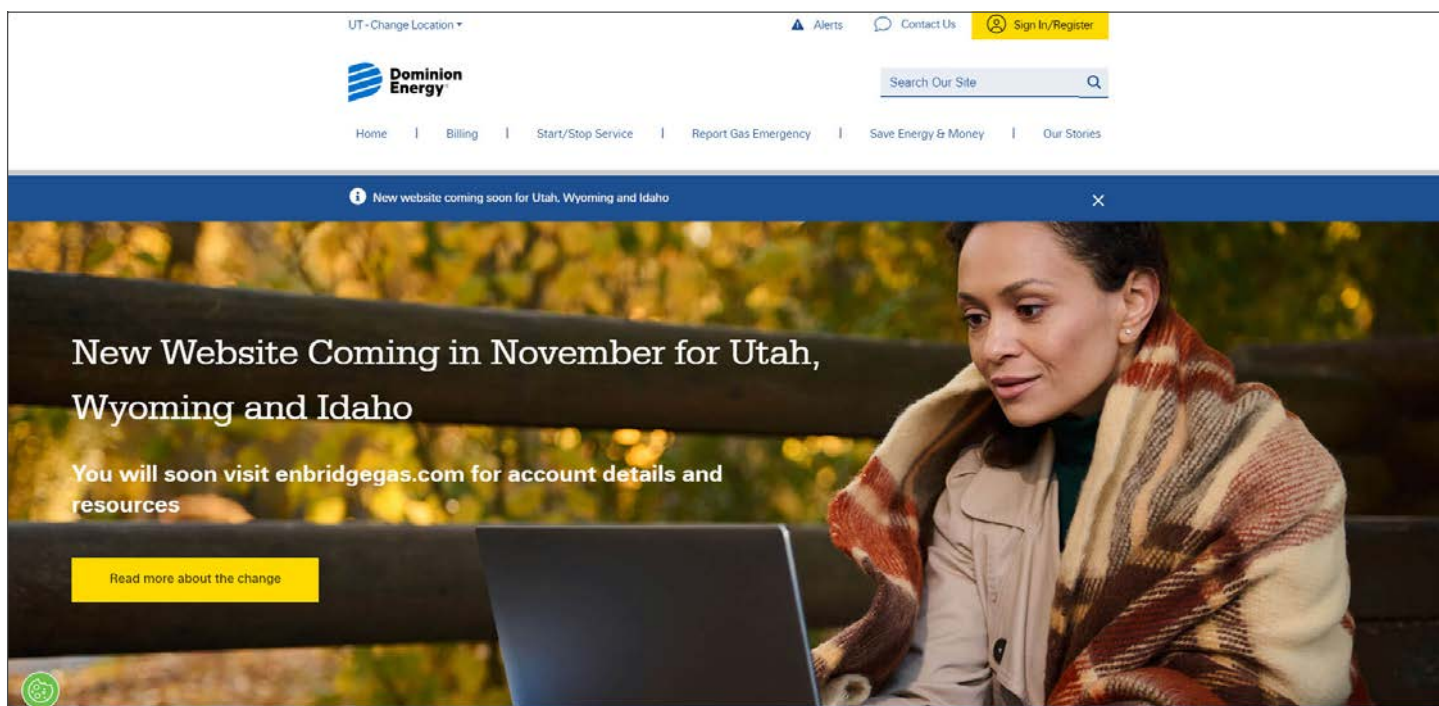 UT - Change Location
Alerts
Contact Us
Sign In/Register
Dominion
Energy
Search Our Site
Home | Billing | Start/Stop Service | Report Gas Emergency | Save Energy & Money | Our Stories
New website coming soon for Utah, Wyoming and Idaho
New Website Coming in November for Utah,
Wyoming and Idaho
You will soon visit enbridgegas.com for account details and
resources
Read more about the change